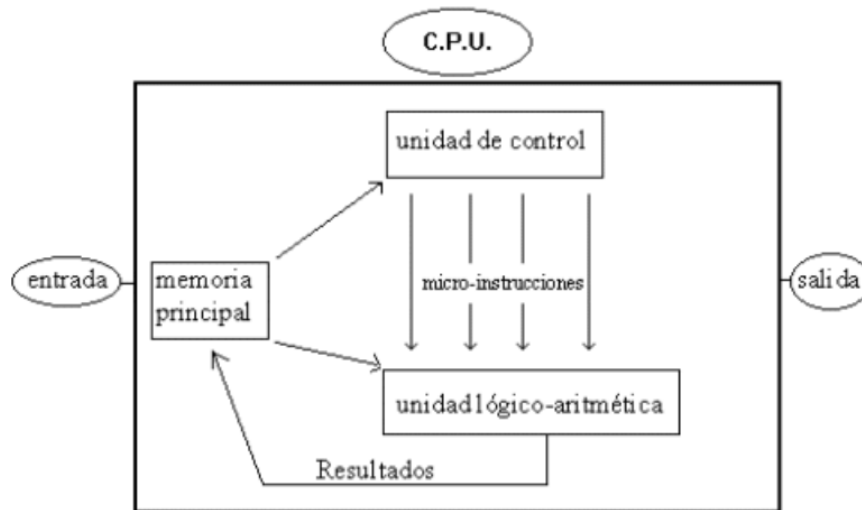 C.P.U.
unidad de control
entrada
memoria
principal
micro-instrucciones
salida
unidad lógico-aritmética
Resultados